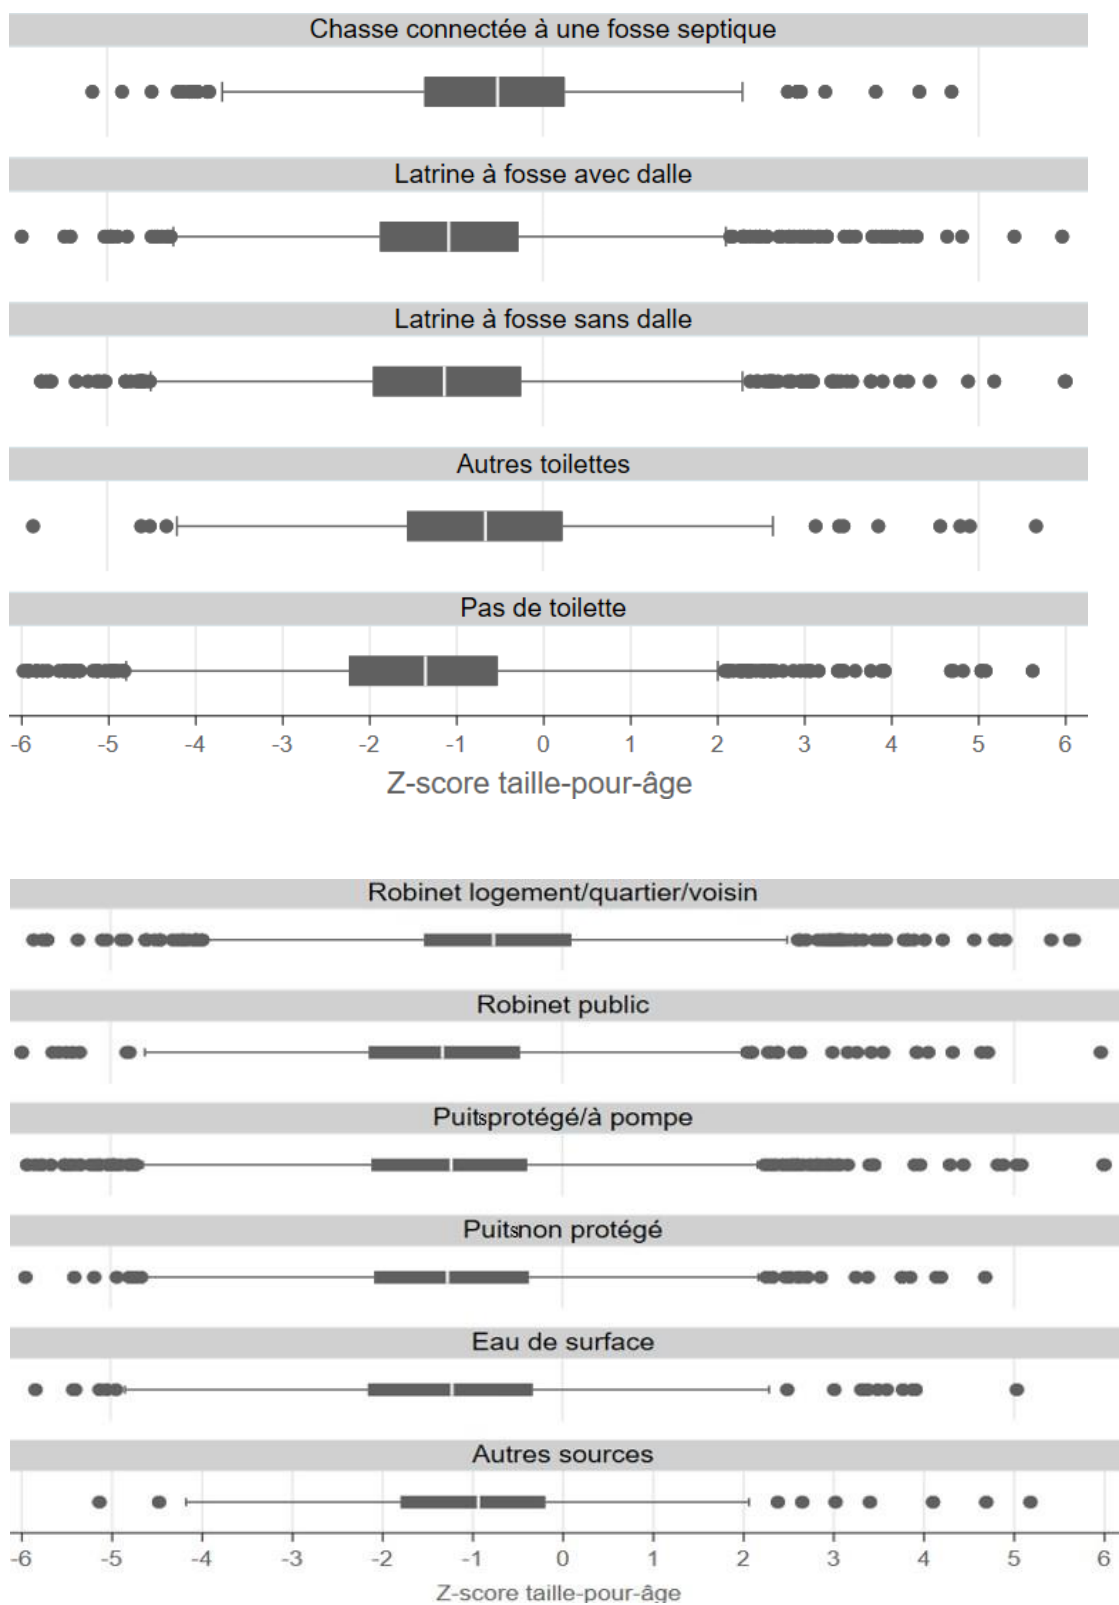 Chasse connectée à une fosse septique
Latrine à fosse avec dalle
Latrine à fosse sans dalle
Autres toilettes
Pas de toilette
-6 -5 -4 -3 -2 -1 0 1 2 3 4 5 6
Z-score taille-pour-âge
Robinet logement/quartier/voisin
Robinet public
Puitsprotégé/à pompe
Puitsnon protégé
Eau de surface
Autres sources
-6 -5 -4 -3 -2 -1 0 1 2 3 4 5 6
Z-score taille-pour-âge